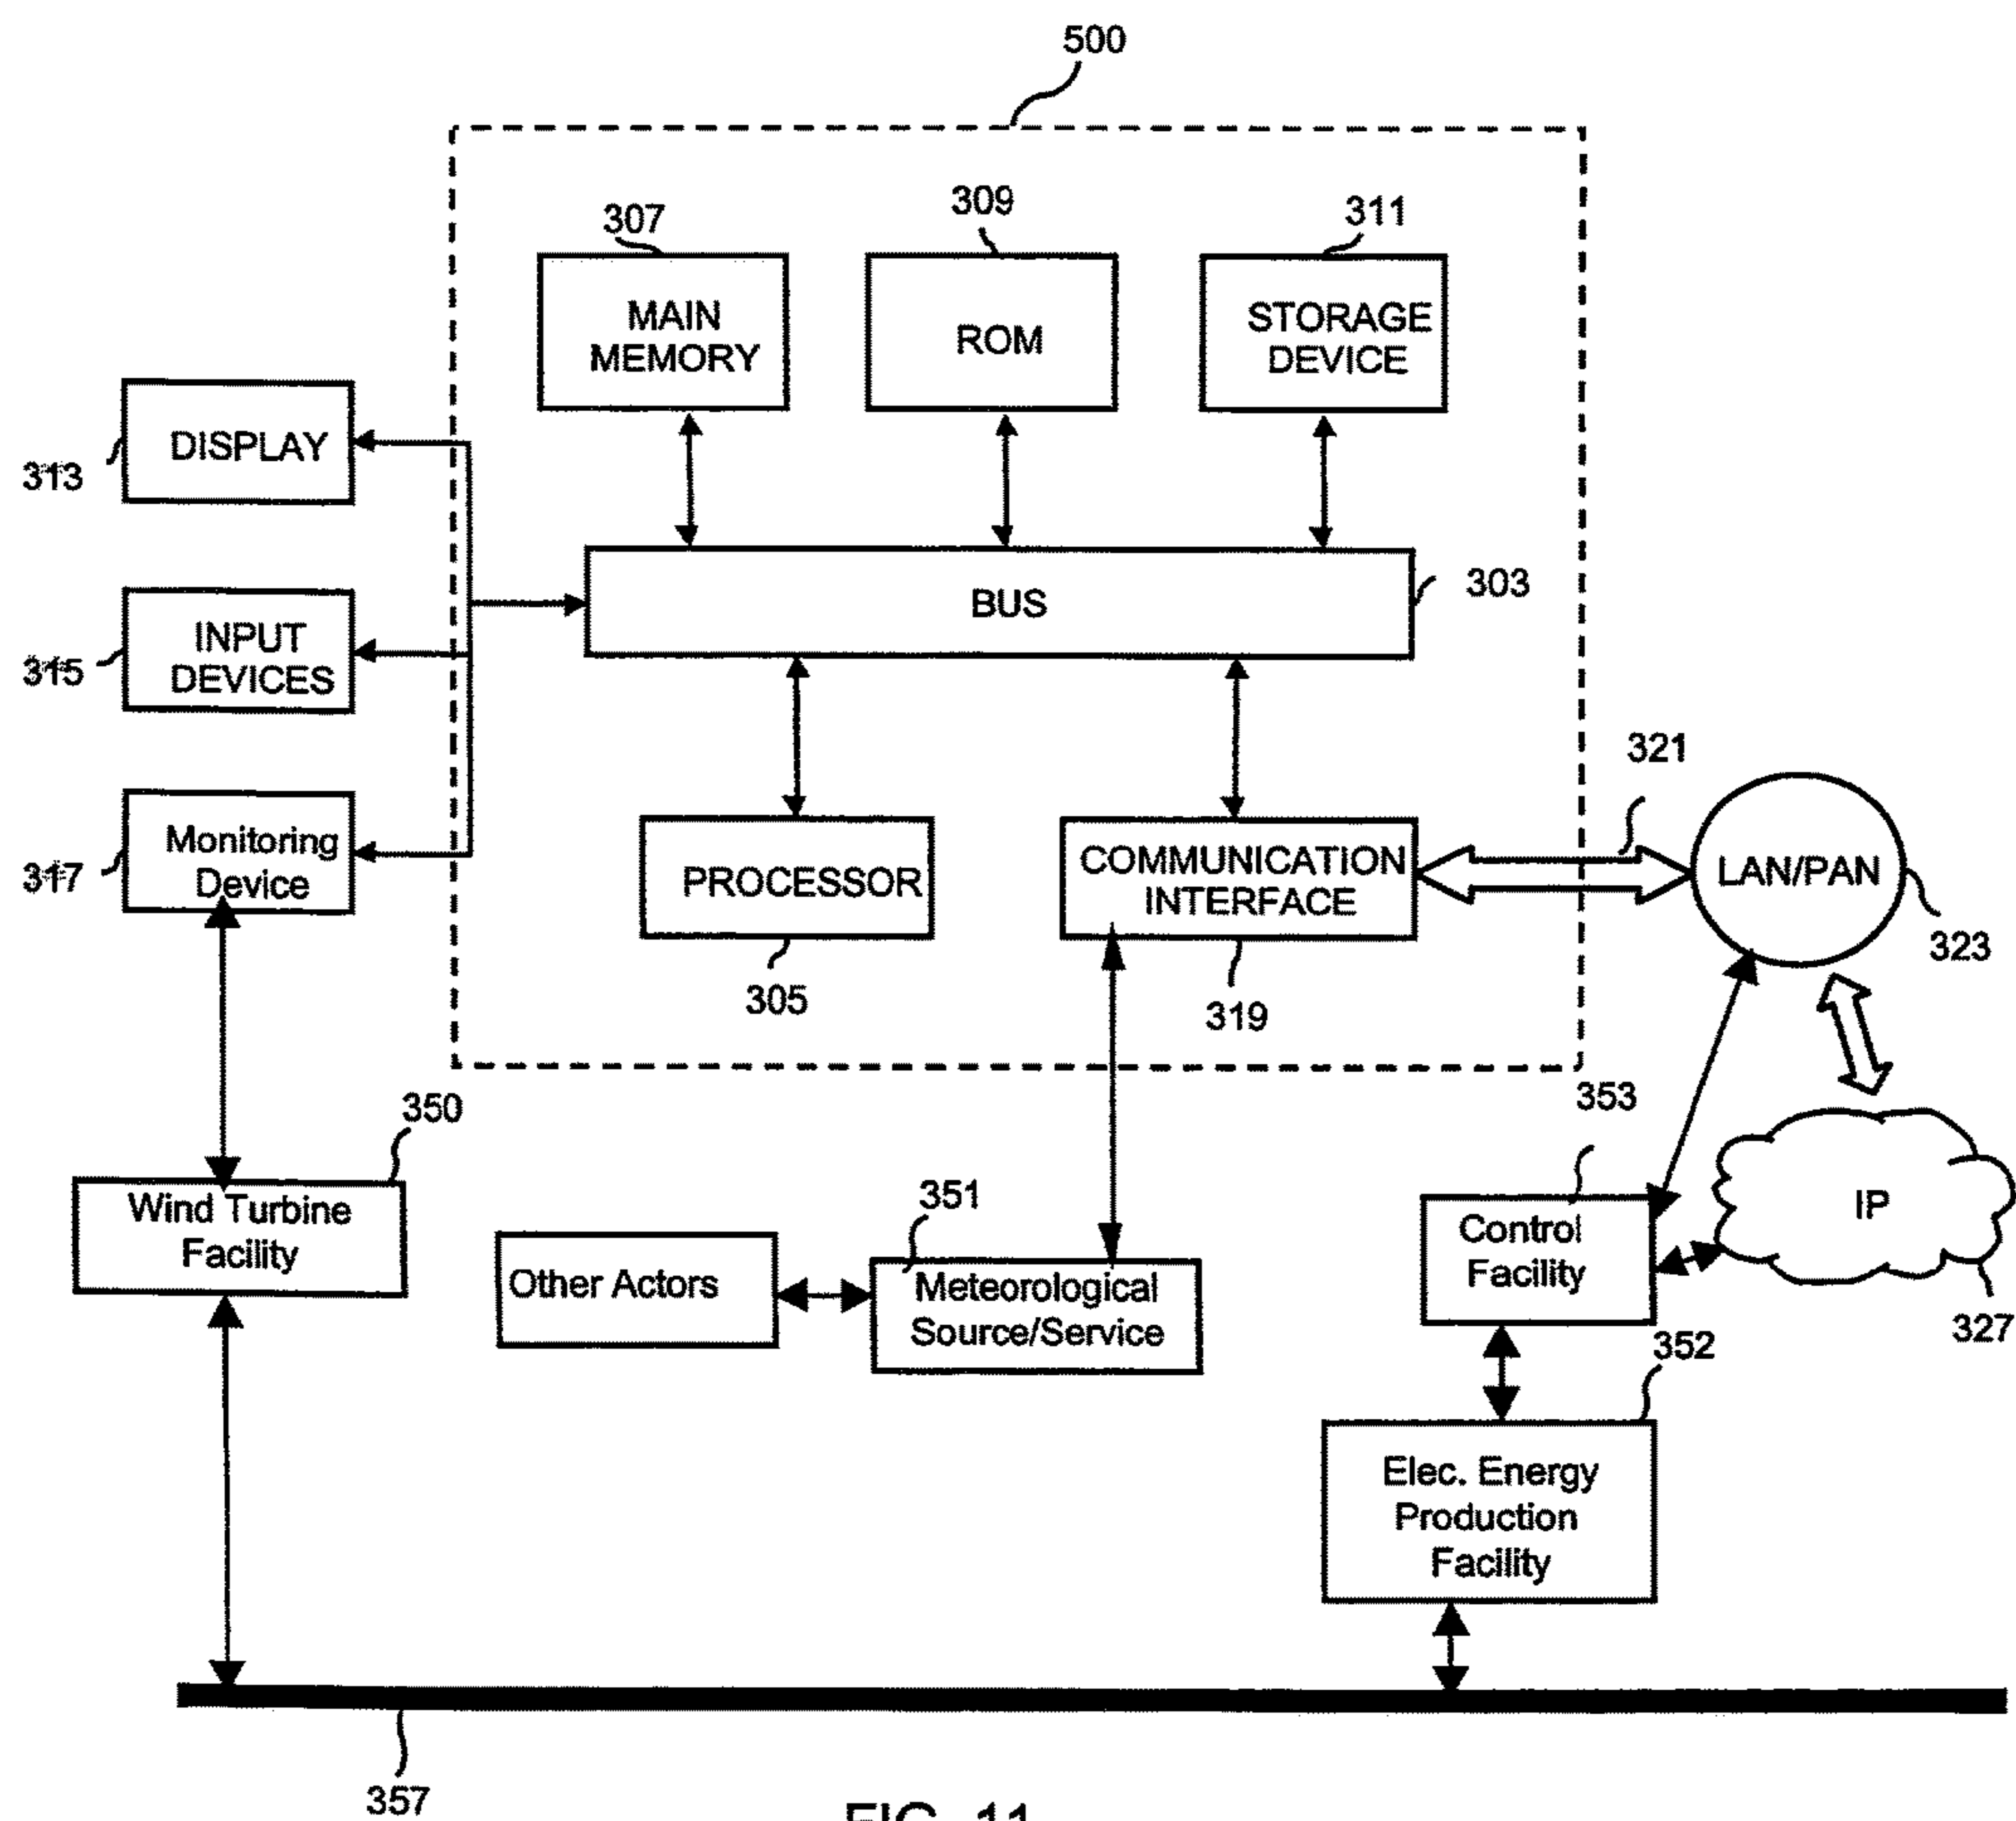 500
307
309
311
MAIN
MEMORY
ROM
STORAGE
DEVICE
DISPLAY
313
BUS
303
INPUT
DEVICES
315
321
Monitoring
Device
317
PROCESSOR
305
COMMUNICATION
INTERFACE
319
LAN/PAN
323
350
Wind Turbine
Facility
351
Other Actors
Meteorological
Source/Service
353
Control
Facility
IP
327
352
Elec. Energy
Production
Facility
357
FIG. 11